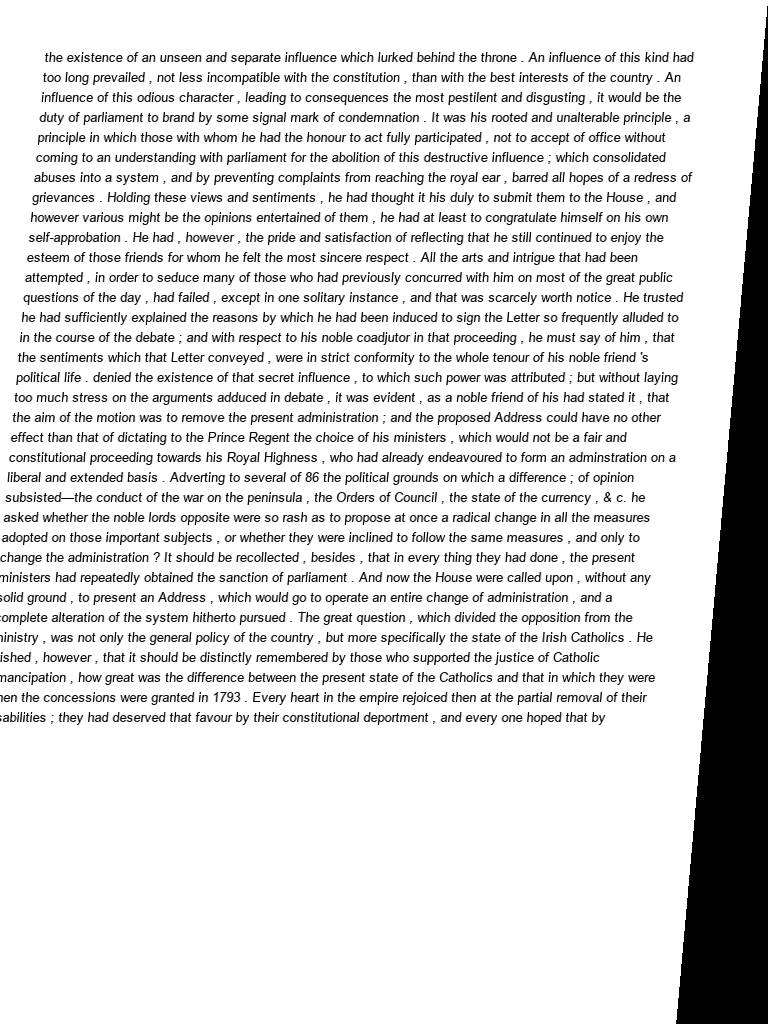 the existence of an unseen and separate influence which lurked behind the throne . An influence of this kind had
too long prevailed , not less incompatible with the constitution , than with the best interests of the country . An
influence of this odious character , leading to consequences the most pestilent and disgusting , it would be the
duty of parliament to brand by some signal mark of condemnation . It was his rooted and unalterable principle , a
principle in which those with whom he had the honour to act fully participated , not to accept of office without
coming to an understanding with parliament for the abolition of this destructive influence ; which consolidated
abuses into a system , and by preventing complaints from reaching the royal ear , barred all hopes of a redress of
grievances . Holding these views and sentiments , he had thought it his duly to submit them to the House , and
however various might be the opinions entertained of them , he had at least to congratulate himself on his own
self-approbation . He had , however , the pride and satisfaction of reflecting that he still continued to enjoy the
esteem of those friends for whom he felt the most sincere respect . All the arts and intrigue that had been
attempted , in order to seduce many of those who had previously concurred with him on most of the great public
questions of the day , had failed , except in one solitary instance , and that was scarcely worth notice . He trusted
he had sufficiently explained the reasons by which he had been induced to sign the Letter so frequently alluded to
in the course of the debate ; and with respect to his noble coadjutor in that proceeding , he must say of him , that
the sentiments which that Letter conveyed , were in strict conformity to the whole tenour of his noble friend 's
political life . denied the existence of that secret influence , to which such power was attributed ; but without laying
too much stress on the arguments adduced in debate , it was evident , as a noble friend of his had stated it , that
the aim of the motion was to remove the present administration ; and the proposed Address could have no other
effect than that of dictating to the Prince Regent the choice of his ministers , which would not be a fair and
constitutional proceeding towards his Royal Highness , who had already endeavoured to form an adminstration on a
liberal and extended basis . Adverting to several of 86 the political grounds on which a difference ; of opinion
subsisted—the conduct of the war on the peninsula , the Orders of Council , the state of the currency , & c. he
asked whether the noble lords opposite were so rash as to propose at once a radical change in all the measures
adopted on those important subjects , or whether they were inclined to follow the same measures , and only to
change the administration ? It should be recollected , besides , that in every thing they had done , the present
ministers had repeatedly obtained the sanction of parliament . And now the House were called upon , without any
solid ground , to present an Address , which would go to operate an entire change of administration , and a
complete alteration of the system hitherto pursued . The great question , which divided the opposition from the
ministry , was not only the general policy of the country , but more specifically the state of the Irish Catholics . He
ished , however , that it should be distinctly remembered by those who supported the justice of Catholic
mancipation , how great was the difference between the present state of the Catholics and that in which they were
hen the concessions were granted in 1793 . Every heart in the empire rejoiced then at the partial removal of their
sabilities ; they had deserved that favour by their constitutional deportment , and every one hoped that by